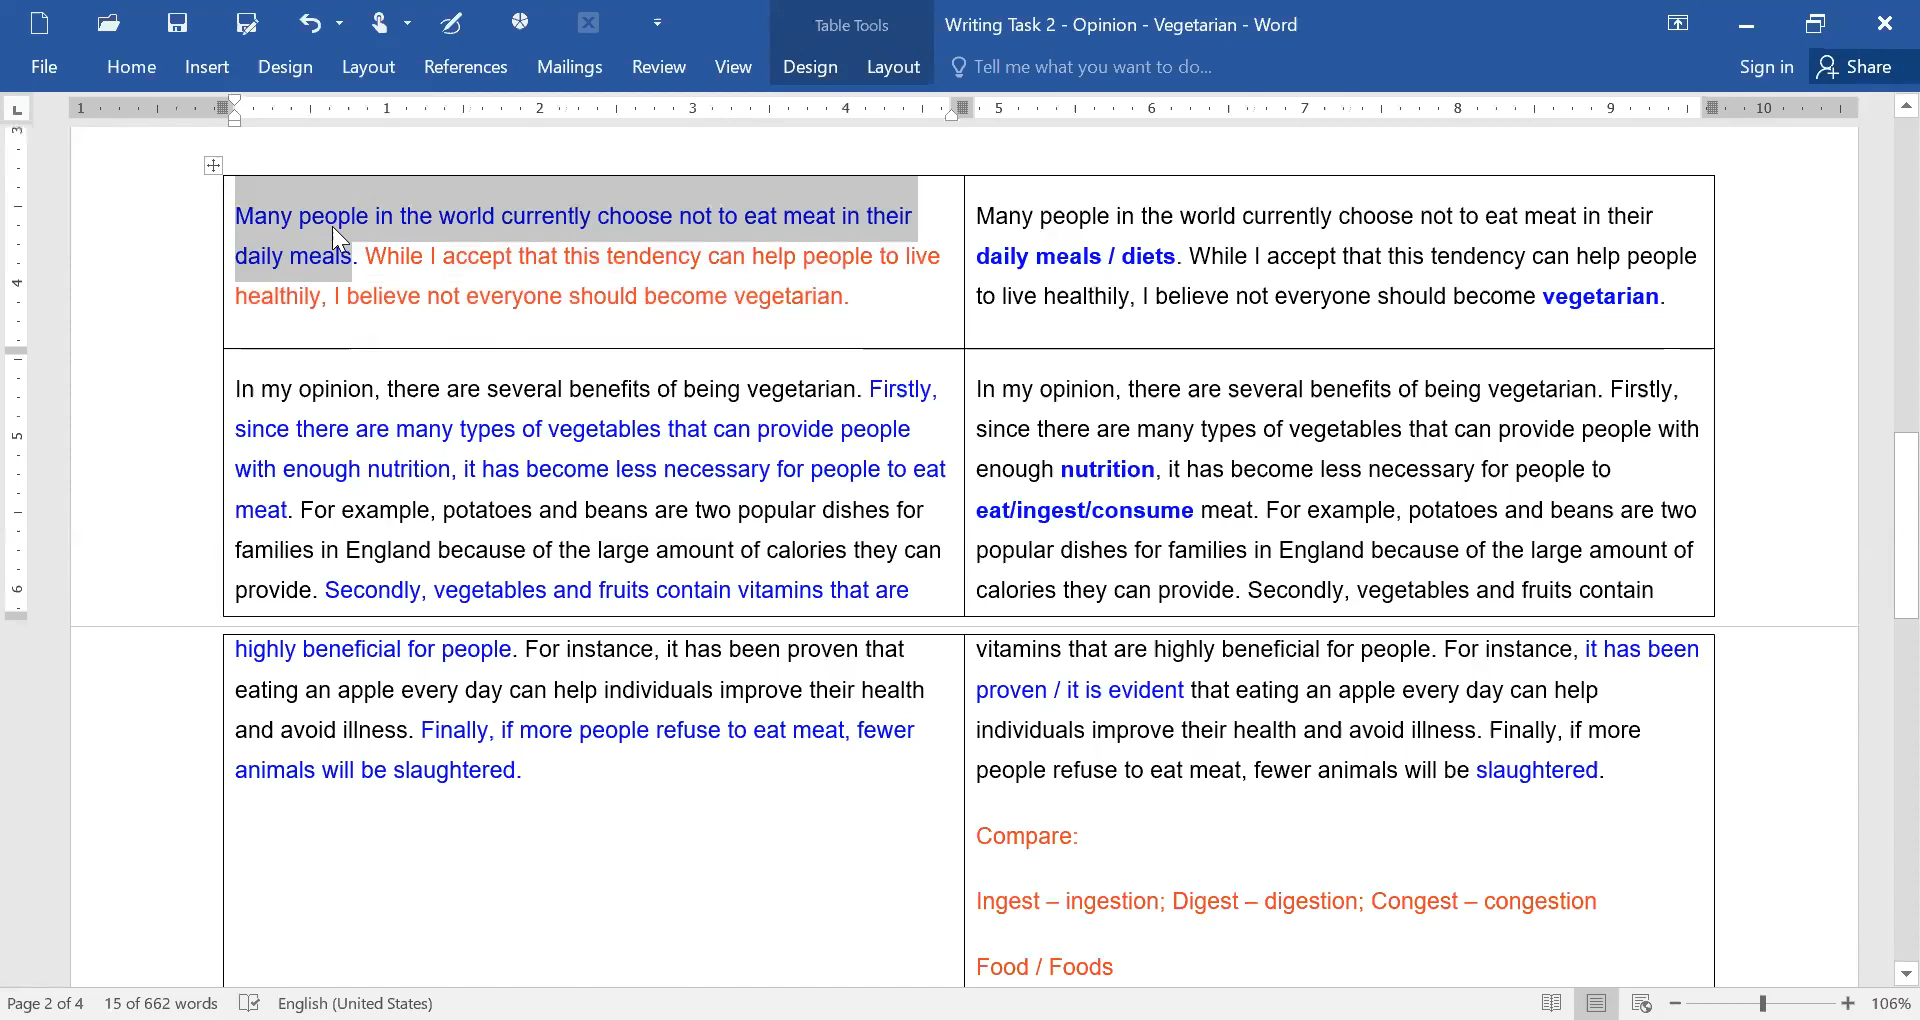 Table Tools
Writing Task 2 - Opinion - Vegetarian - Word
File Home Insert Design Layout References Mailings Review View Design Layout Tell me what you want to do... Sign in Share
1 1 2 3 4 5 6 7 8 9 10
3
4
5
6
Many people in the world currently choose not to eat meat in their
daily meals. While I accept that this tendency can help people to live
healthily, I believe not everyone should become vegetarian.
Many people in the world currently choose not to eat meat in their
daily meals / diets. While I accept that this tendency can help people
to live healthily, I believe not everyone should become vegetarian.
In my opinion, there are several benefits of being vegetarian. Firstly,
since there are many types of vegetables that can provide people
with enough nutrition, it has become less necessary for people to eat
meat. For example, potatoes and beans are two popular dishes for
families in England because of the large amount of calories they can
provide. Secondly, vegetables and fruits contain vitamins that are
In my opinion, there are several benefits of being vegetarian. Firstly,
since there are many types of vegetables that can provide people with
enough nutrition, it has become less necessary for people to
eat/ingest/consume meat. For example, potatoes and beans are two
popular dishes for families in England because of the large amount of
calories they can provide. Secondly, vegetables and fruits contain
highly beneficial for people. For instance, it has been proven that
eating an apple every day can help individuals improve their health
and avoid illness. Finally, if more people refuse to eat meat, fewer
animals will be slaughtered.
vitamins that are highly beneficial for people. For instance, it has been
proven / it is evident that eating an apple every day can help
individuals improve their health and avoid illness. Finally, if more
people refuse to eat meat, fewer animals will be slaughtered.
Compare:
Ingest – ingestion; Digest – digestion; Congest – congestion
Food / Foods
Page 2 of 4 15 of 662 words English (United States) 106%